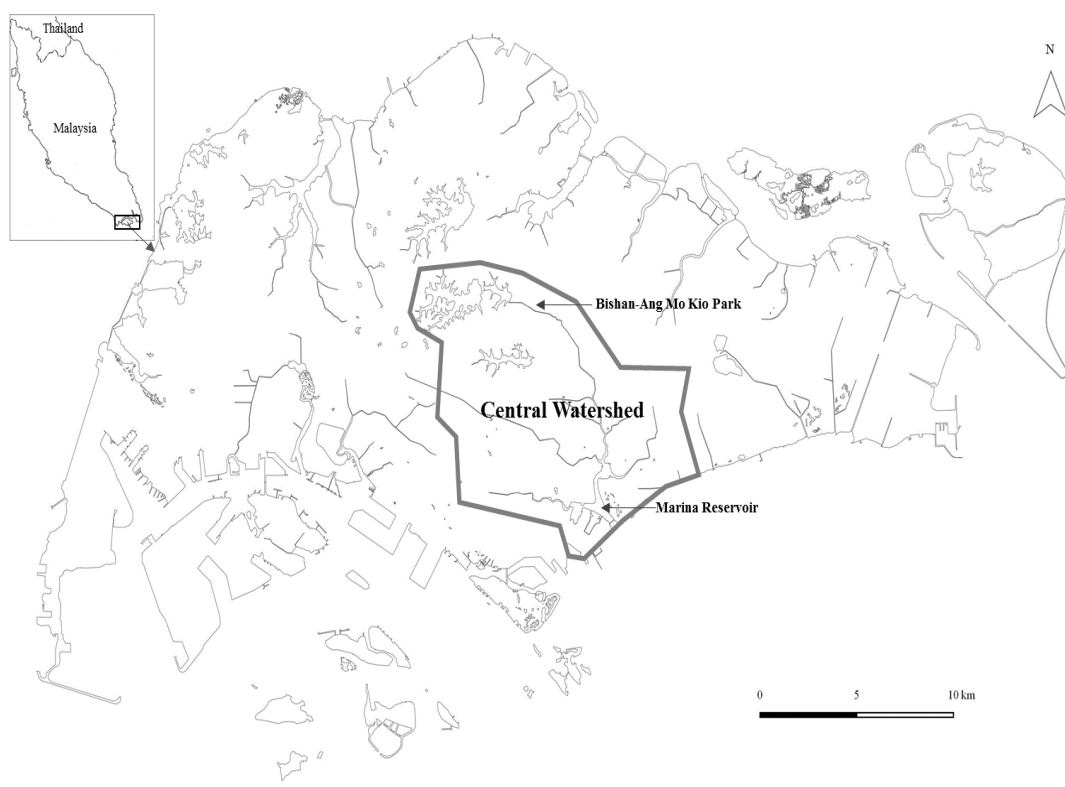 Thailand
Malaysia
N
Bishan-Ang Mo Kio Park
Central Watershed
Marina Reservoir
0 5 10 km